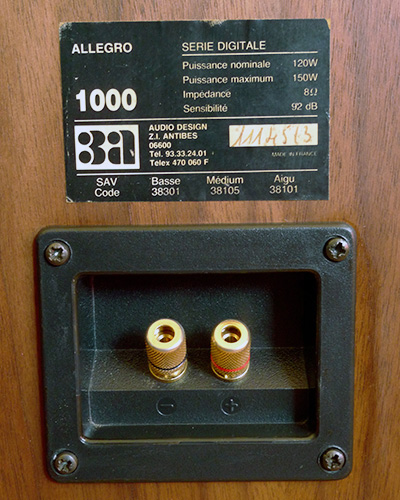 ALLEGRO
SERIE DIGITALE
1000
Puissance nominale 120W
Puissance maximum 150W
Impedance 8Ω
Sensibilité 92 dB
3a
AUDIO DESIGN
Z.I. ANTIBES
06600
Tél. 93.33.24.01
Telex 470 060 F
MADE IN FRANCE
SAV Basse Médium Aigu
Code 38301 38105 38101
- +